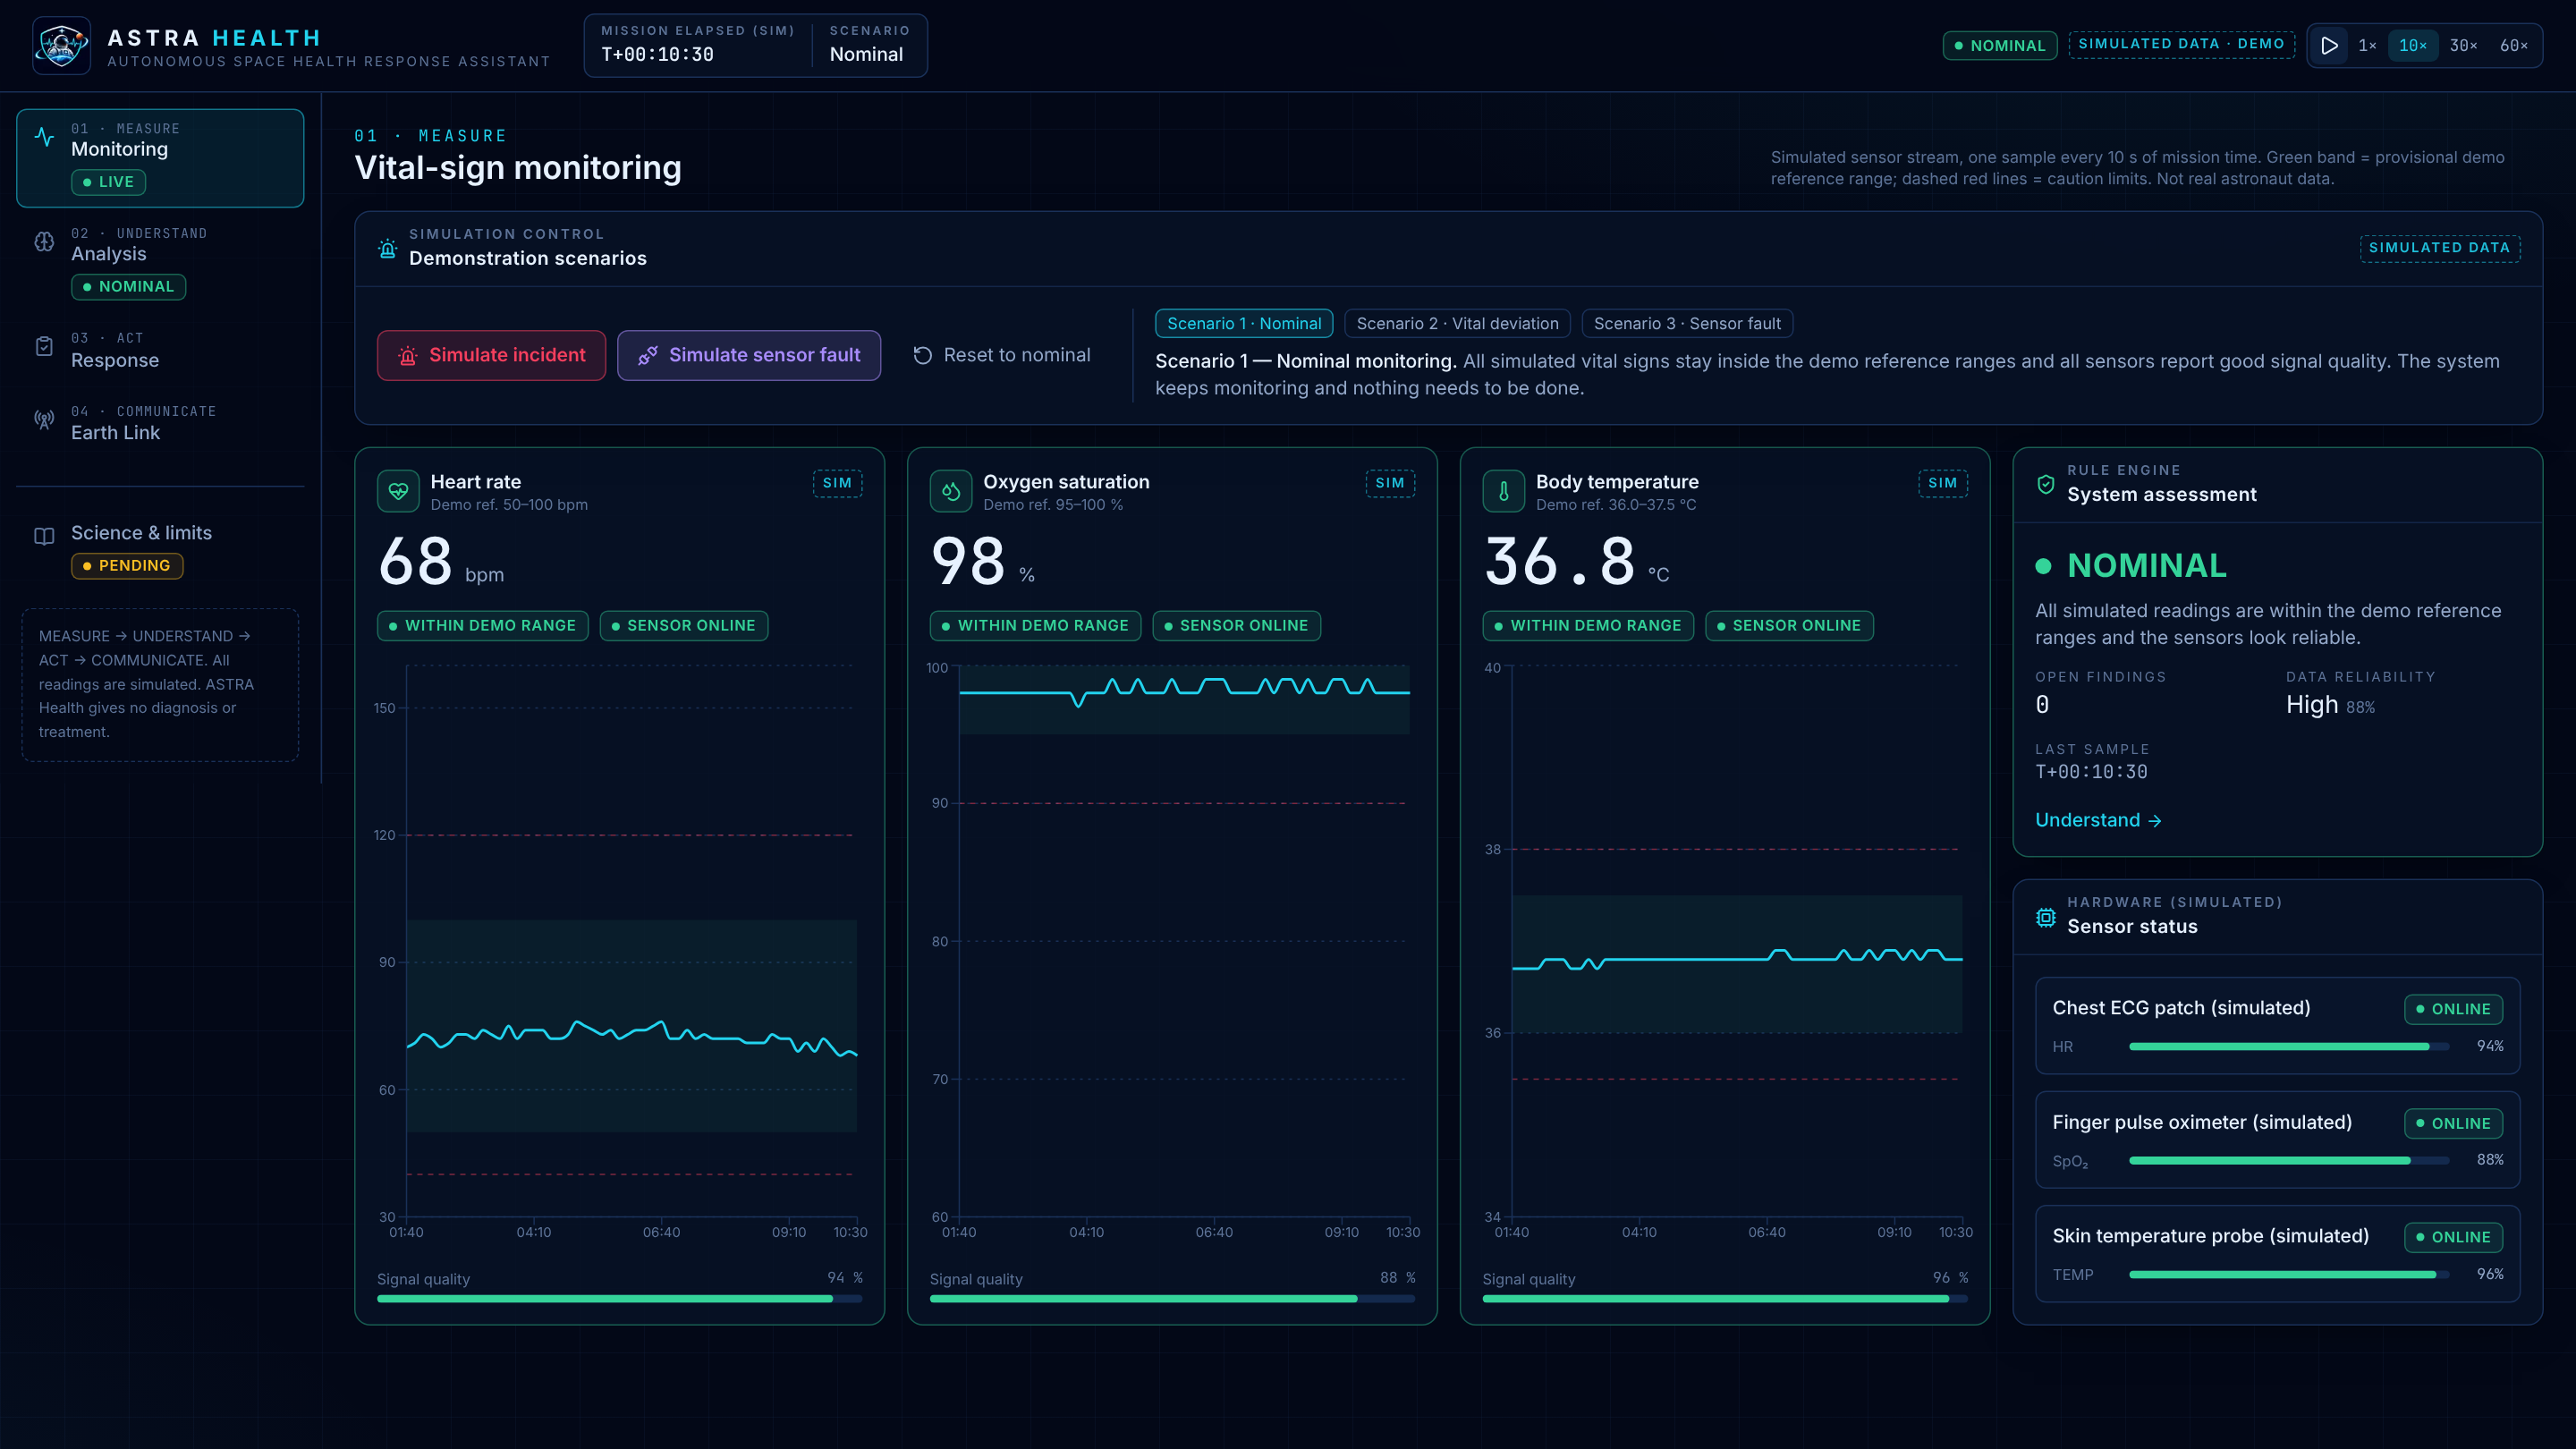 ASTRA HEALTH
AUTONOMOUS SPACE HEALTH RESPONSE ASSISTANT
MISSION ELAPSED (SIM)
T+00:10:30
SCENARIO
Nominal
NOMINAL
SIMULATED DATA · DEMO
1×
10×
30×
60×
01 · MEASURE
Monitoring
LIVE
02 · UNDERSTAND
Analysis
NOMINAL
03 · ACT
Response
04 · COMMUNICATE
Earth Link
Science & limits
PENDING
MEASURE → UNDERSTAND →
ACT → COMMUNICATE. All
readings are simulated. ASTRA
Health gives no diagnosis or
treatment.
01 · MEASURE
Vital-sign monitoring
Simulated sensor stream, one sample every 10 s of mission time. Green band = provisional demo
reference range; dashed red lines = caution limits. Not real astronaut data.
SIMULATION CONTROL
Demonstration scenarios
SIMULATED DATA
Simulate incident
Simulate sensor fault
Reset to nominal
Scenario 1 · Nominal
Scenario 2 · Vital deviation
Scenario 3 · Sensor fault
Scenario 1 — Nominal monitoring. All simulated vital signs stay inside the demo reference ranges and all sensors report good signal quality. The system
keeps monitoring and nothing needs to be done.
Heart rate
Demo ref. 50–100 bpm
SIM
68 bpm
WITHIN DEMO RANGE
SENSOR ONLINE
150
120
90
60
30
01:40
04:10
06:40
09:10
10:30
Signal quality
94 %
Oxygen saturation
Demo ref. 95–100 %
SIM
98 %
WITHIN DEMO RANGE
SENSOR ONLINE
100
90
80
70
60
01:40
04:10
06:40
09:10
10:30
Signal quality
88 %
Body temperature
Demo ref. 36.0–37.5 °C
SIM
36.8 °C
WITHIN DEMO RANGE
SENSOR ONLINE
40
38
36
34
01:40
04:10
06:40
09:10
10:30
Signal quality
96 %
RULE ENGINE
System assessment
NOMINAL
All simulated readings are within the demo reference
ranges and the sensors look reliable.
OPEN FINDINGS
0
DATA RELIABILITY
High 88%
LAST SAMPLE
T+00:10:30
Understand →
HARDWARE (SIMULATED)
Sensor status
Chest ECG patch (simulated)
ONLINE
HR
94%
Finger pulse oximeter (simulated)
ONLINE
SpO₂
88%
Skin temperature probe (simulated)
ONLINE
TEMP
96%